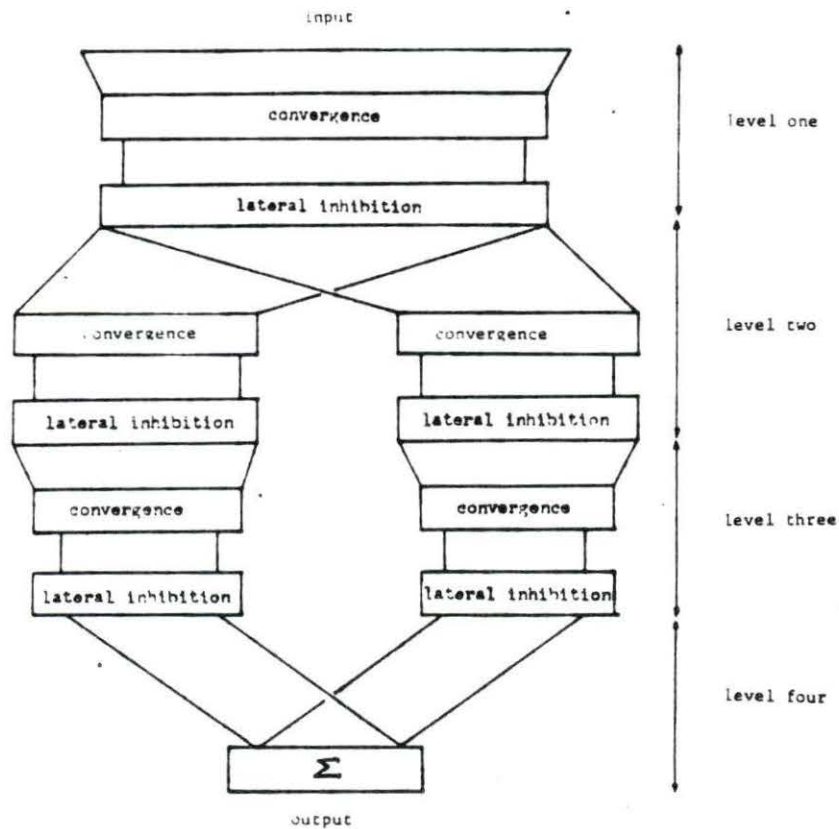 input
convergence
level one
lateral inhibition
convergence convergence
level two
lateral inhibition lateral inhibition
convergence convergence
level three
lateral inhibition lateral inhibition
level four
Σ
output